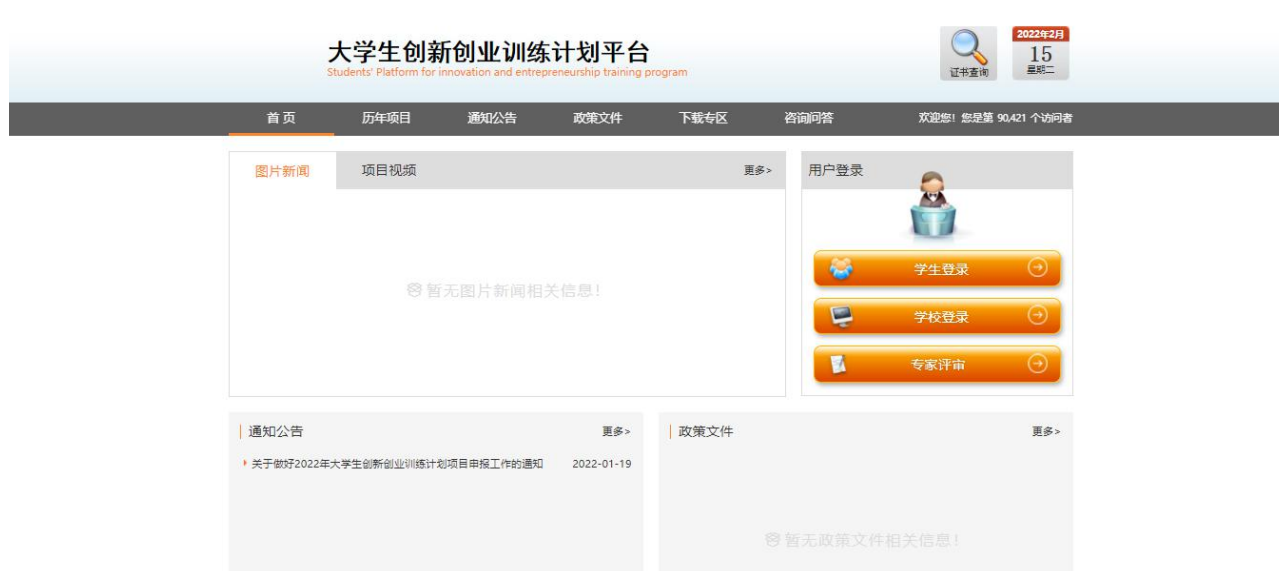 大学生创新创业训练计划平台
Students' Platform for innovation and entrepreneurship training program
证书查询
2022年2月
15
星期二
首页 历年项目 通知公告 政策文件 下载专区 咨询问答 欢迎您！您是第 90,421 个访问者
图片新闻 项目视频 更多>
用户登录
暂无图片新闻相关信息！
学生登录
学校登录
专家评审
通知公告 更多>
政策文件 更多>
关于做好2022年大学生创新创业训练计划项目申报工作的通知 2022-01-19
暂无政策文件相关信息！